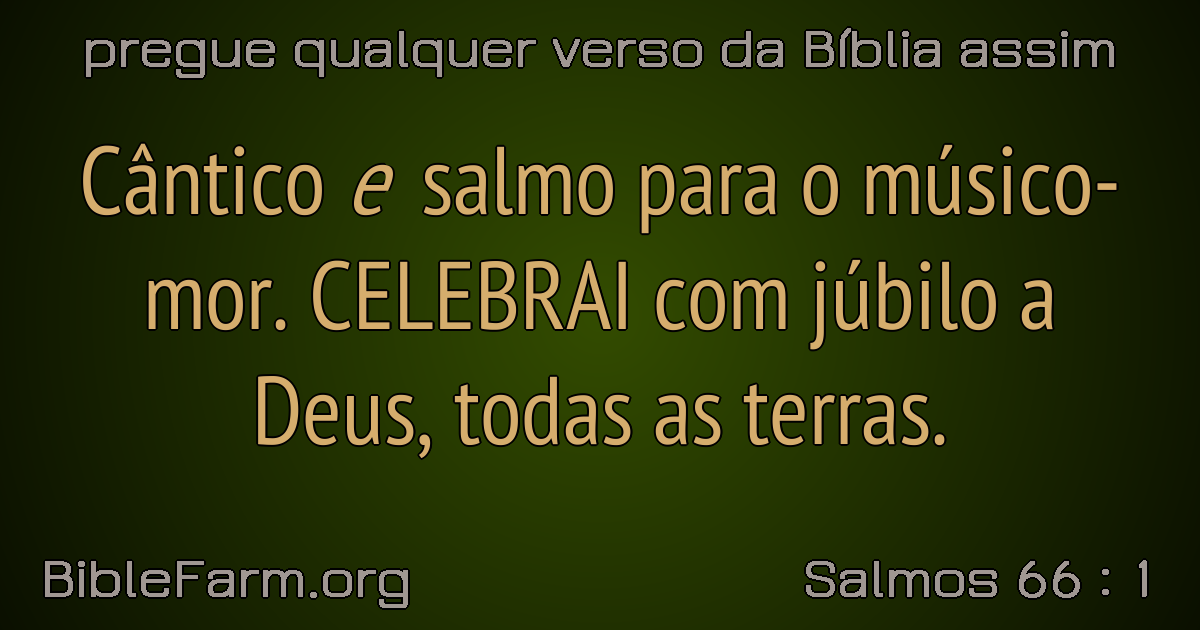 pregue qualquer verso da Bíblia assim
Cântico e salmo para o músico-
mor. CELEBRAI com júbilo a
Deus, todas as terras.
BibleFarm.org
Salmos 66 : 1